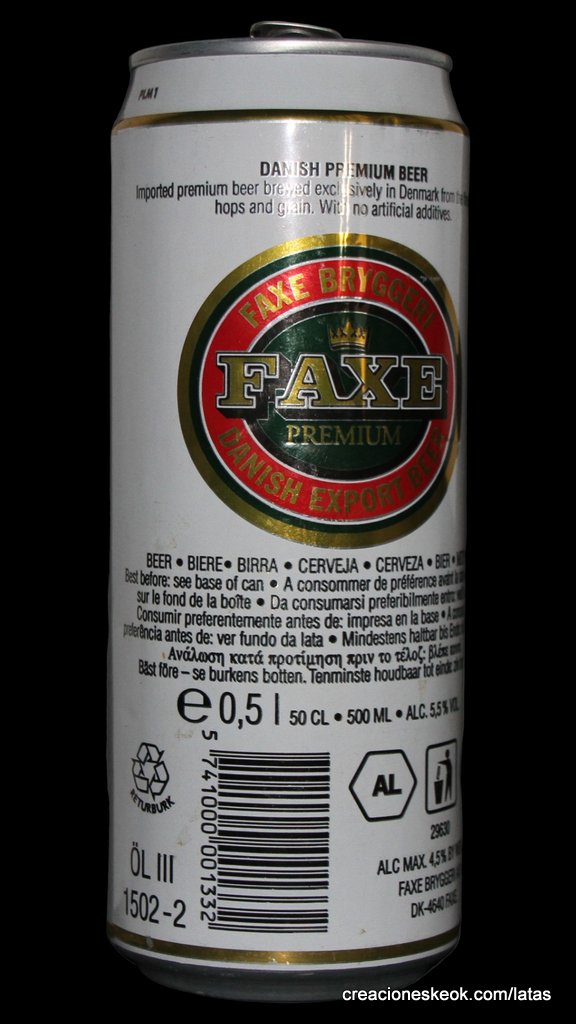 PLM1
DANISH PREMIUM BEER
Imported premium beer brewed exclusively in Denmark from the
hops and grain. With no artificial additives.
FAXE BRYGGERI
FAXE
PREMIUM
DANISH EXPORT BEER
BEER • BIERE • BIRRA • CERVEJA • CERVEZA • BIER •
Best before: see base of can • A consommer de préférence avant la
sur le fond de la boîte • Da consumarsi preferibilmente entro:
Consumir preferentemente antes de: impresa en la base • A
preferência antes de: ver fundo da lata • Mindestens haltbar bis Ende
Ανάλωση κατά προτίμηση πριν το τέλοζ: βλέπε
Bäst före – se burkens botten. Tenminste houdbaar tot einde:
e 0,5 l 50 CL • 500 ML • ALC. 5,5% VOL.
RETURBURK
5 741000 001332
AL
29630
ÖL III
1502-2
ALC MAX. 4,5% BY
FAXE BRYGGERI
DK-4640 FAXE
creacioneskeok.com/latas